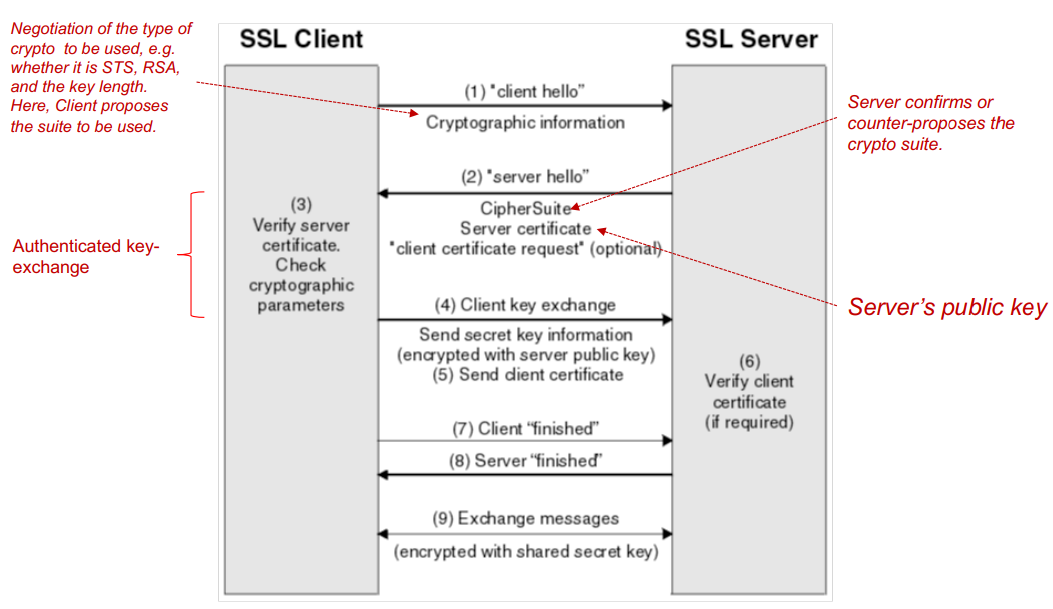 Negotiation of the type of
crypto to be used, e.g.
whether it is STS, RSA,
and the key length.
Here, Client proposes
the suite to be used.
SSL Client
SSL Server
(1) "client hello”
Cryptographic information
Server confirms or
counter-proposes the
crypto suite.
(2) "server hello”
CipherSuite
Server certificate
"client certificate request" (optional)
(3)
Verify server
certificate.
Check
cryptographic
parameters
Authenticated key-
exchange
Server’s public key
(4) Client key exchange
Send secret key information
(encrypted with server public key)
(5) Send client certificate
(6)
Verify client
certificate
(if required)
(7) Client “finished”
(8) Server “finished”
(9) Exchange messages
(encrypted with shared secret key)